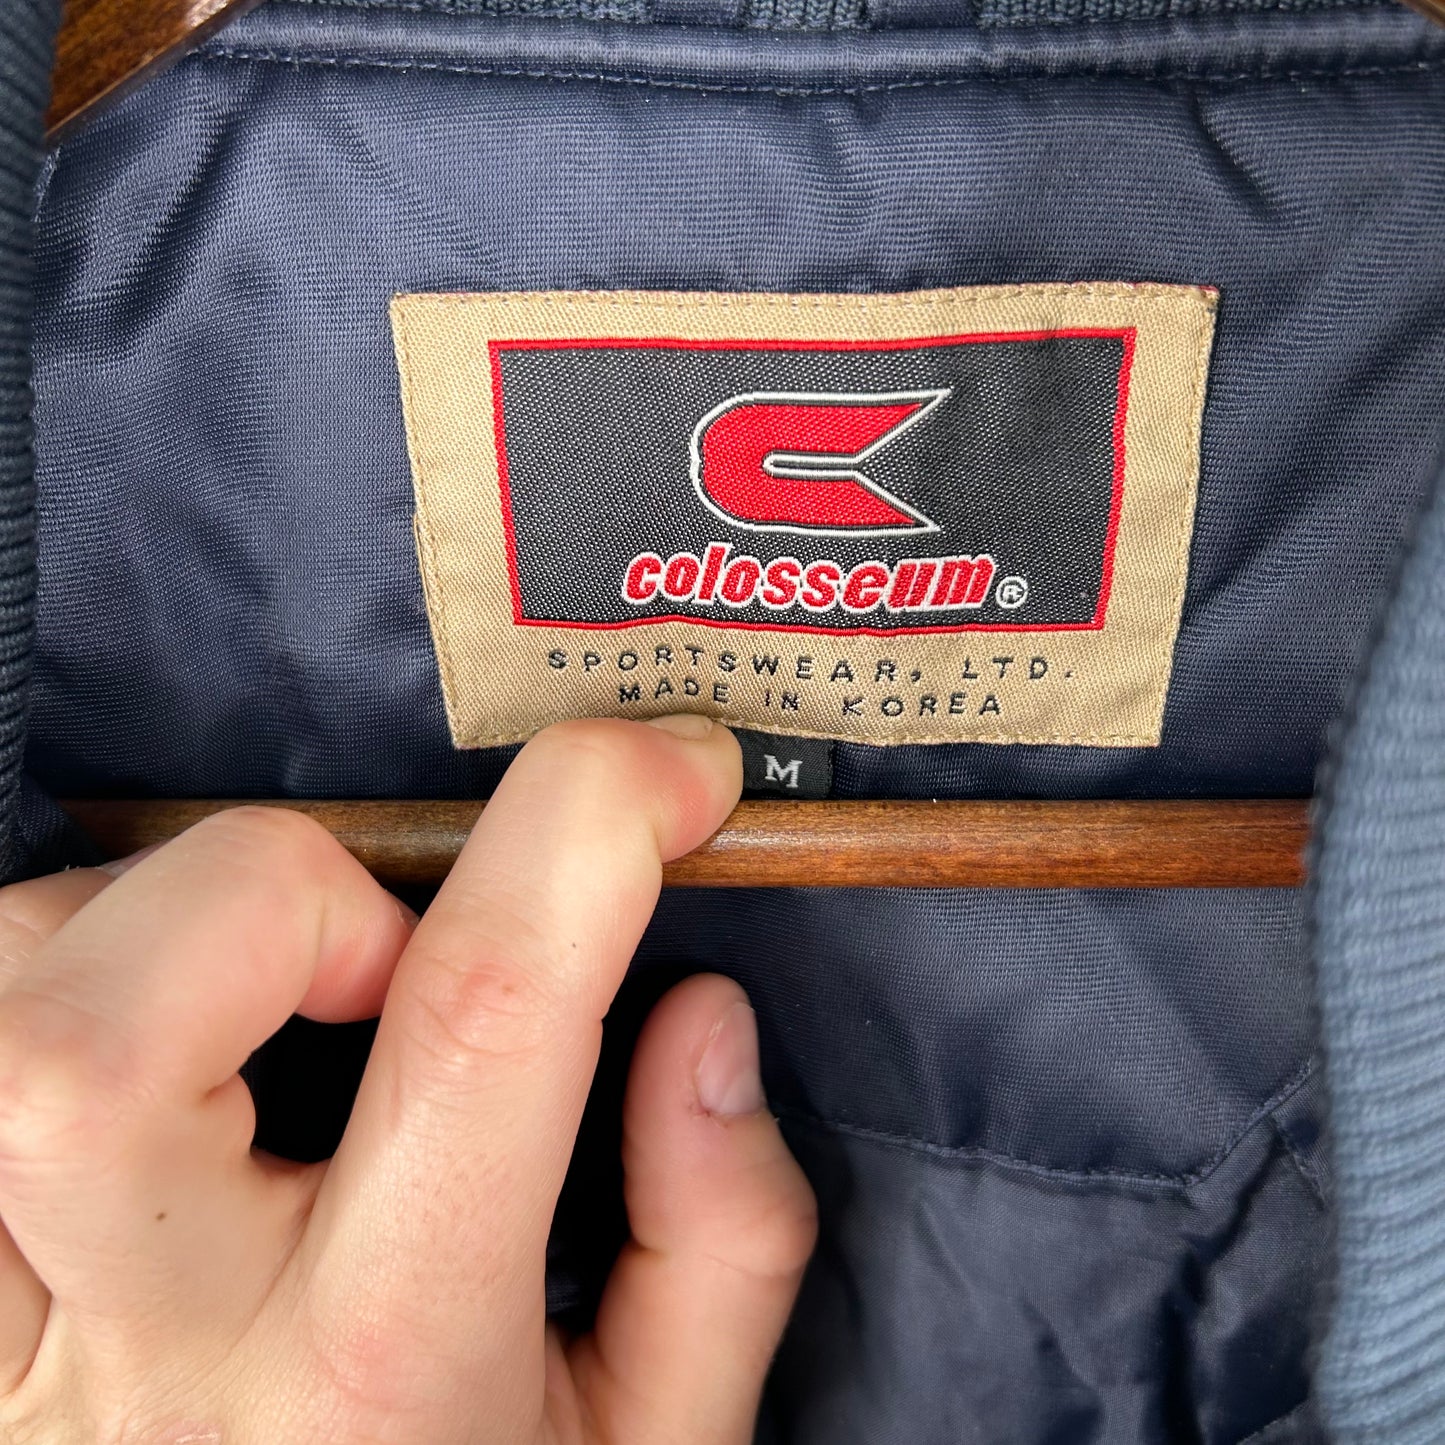 colosseum®
SPORTSWEAR, LTD.
MADE IN KOREA
M